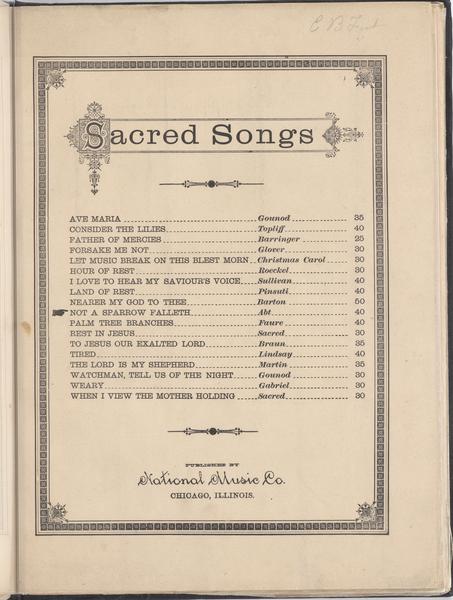 Sacred Songs
AVE MARIA Gounod 35
CONSIDER THE LILIES Topliff 40
FATHER OF MERCIES Barringer 25
FORSAKE ME NOT Glover 30
LET MUSIC BREAK ON THIS BLEST MORN Christmas Carol 30
HOUR OF REST Roeckel 30
I LOVE TO HEAR MY SAVIOUR'S VOICE Sullivan 40
LAND OF REST Pinsuti 40
NEARER MY GOD TO THEE Barton 50
NOT A SPARROW FALLETH Abt 40
PALM TREE BRANCHES Faure 40
REST IN JESUS Sacred 30
TO JESUS OUR EXALTED LORD Braun 35
TIRED Lindsay 40
THE LORD IS MY SHEPHERD Martin 35
WATCHMAN, TELL US OF THE NIGHT Gounod 30
WEARY Gabriel 30
WHEN I VIEW THE MOTHER HOLDING Sacred 30
PUBLISHED BY
National Music Co.
CHICAGO, ILLINOIS.